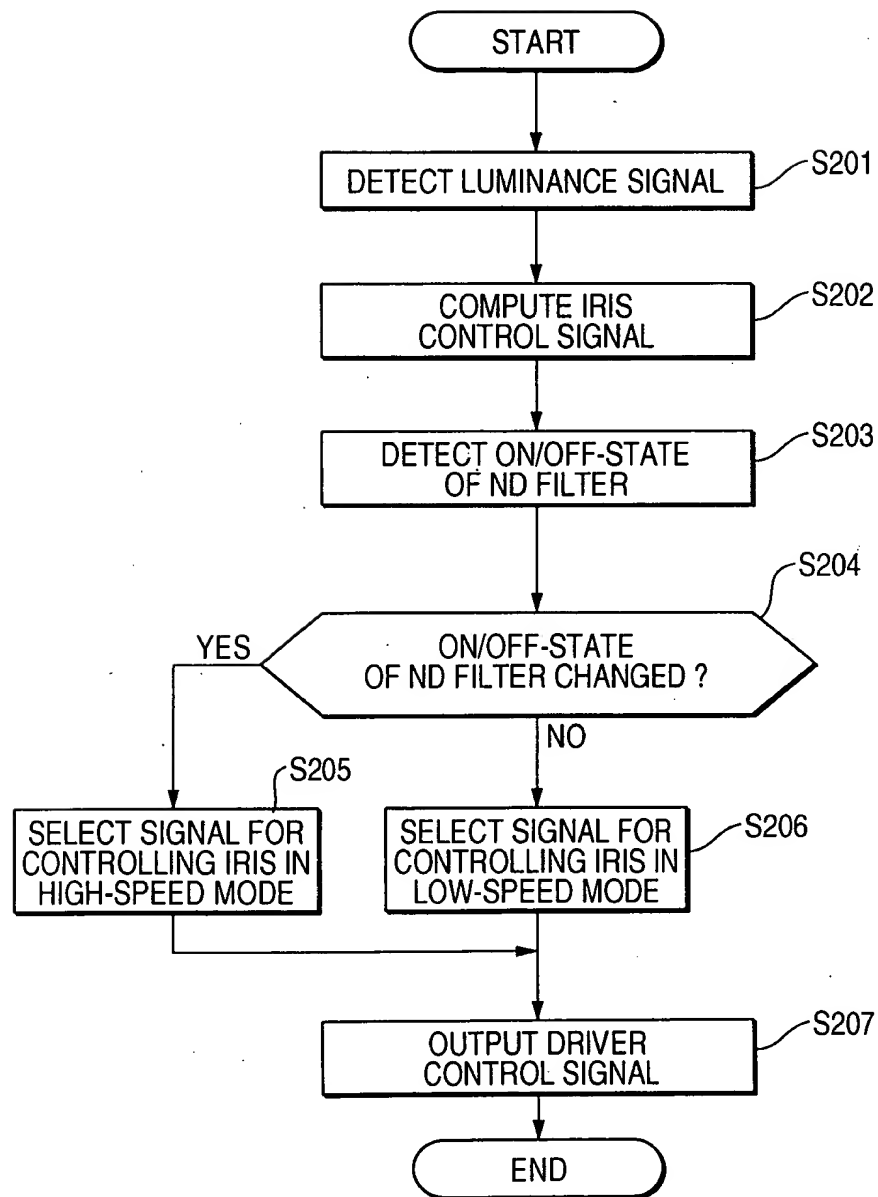 START
DETECT LUMINANCE SIGNAL
S201
COMPUTE IRIS
CONTROL SIGNAL
S202
DETECT ON/OFF-STATE
OF ND FILTER
S203
ON/OFF-STATE
OF ND FILTER CHANGED ?
S204
YES
NO
SELECT SIGNAL FOR
CONTROLLING IRIS IN
HIGH-SPEED MODE
S205
SELECT SIGNAL FOR
CONTROLLING IRIS IN
LOW-SPEED MODE
S206
OUTPUT DRIVER
CONTROL SIGNAL
S207
END